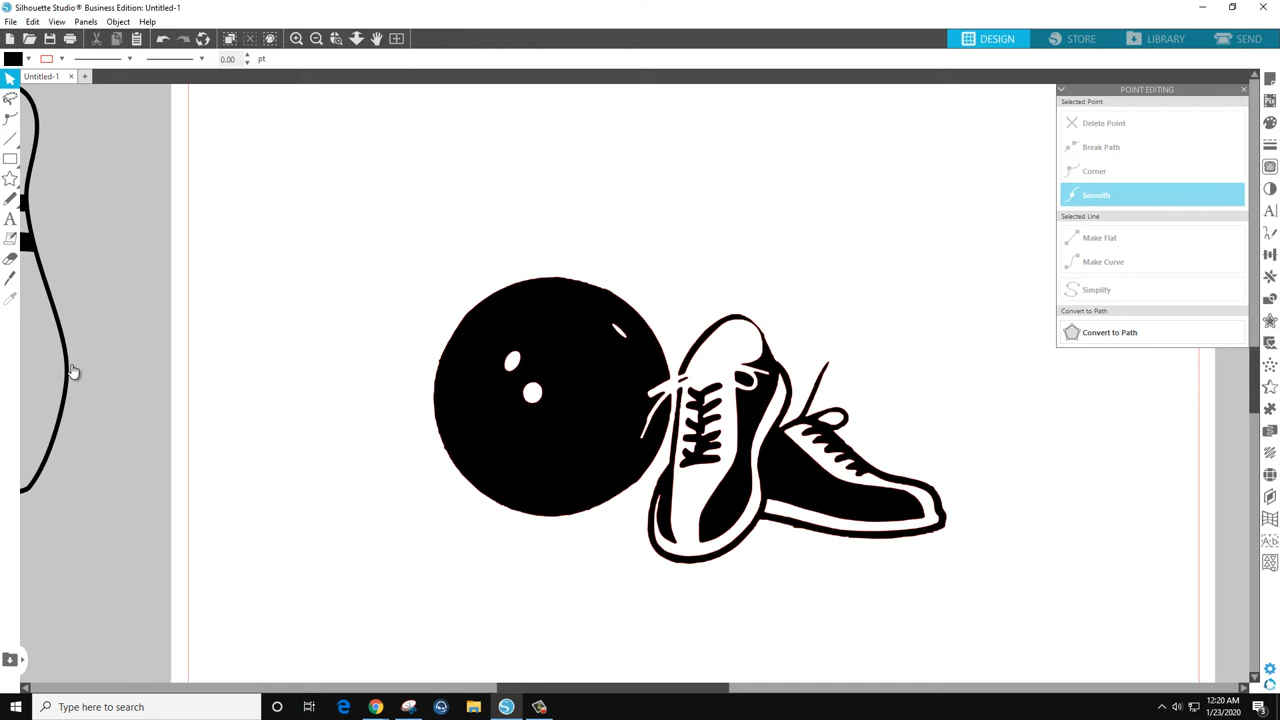 Silhouette Studio® Business Edition: Untitled-1
File Edit View Panels Object Help
DESIGN STORE LIBRARY SEND
0.00 pt
Untitled-1
POINT EDITING
Selected Point
Delete Point
Break Path
Corner
Smooth
Selected Line
Make Flat
Make Curve
Simplify
Convert to Path
Convert to Path
Type here to search
12:20 AM
1/23/2020
3